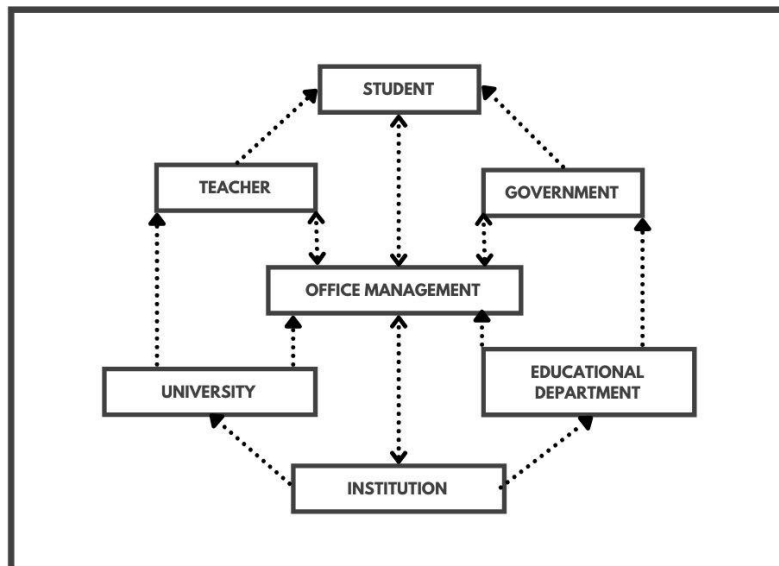 STUDENT
TEACHER
GOVERNMENT
OFFICE MANAGEMENT
UNIVERSITY
EDUCATIONAL
DEPARTMENT
INSTITUTION